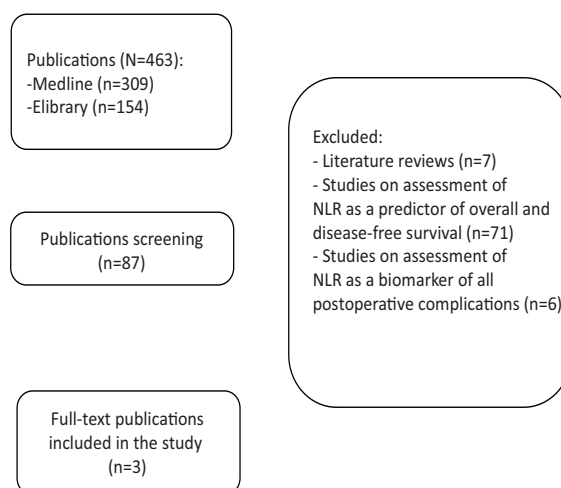 Publications (N=463):
-Medline (n=309)
-Elibrary (n=154)
Publications screening
(n=87)
Full-text publications
included in the study
(n=3)
Excluded:
- Literature reviews (n=7)
- Studies on assessment of
NLR as a predictor of overall and
disease-free survival (n=71)
- Studies on assessment of
NLR as a biomarker of all
postoperative complications (n=6)